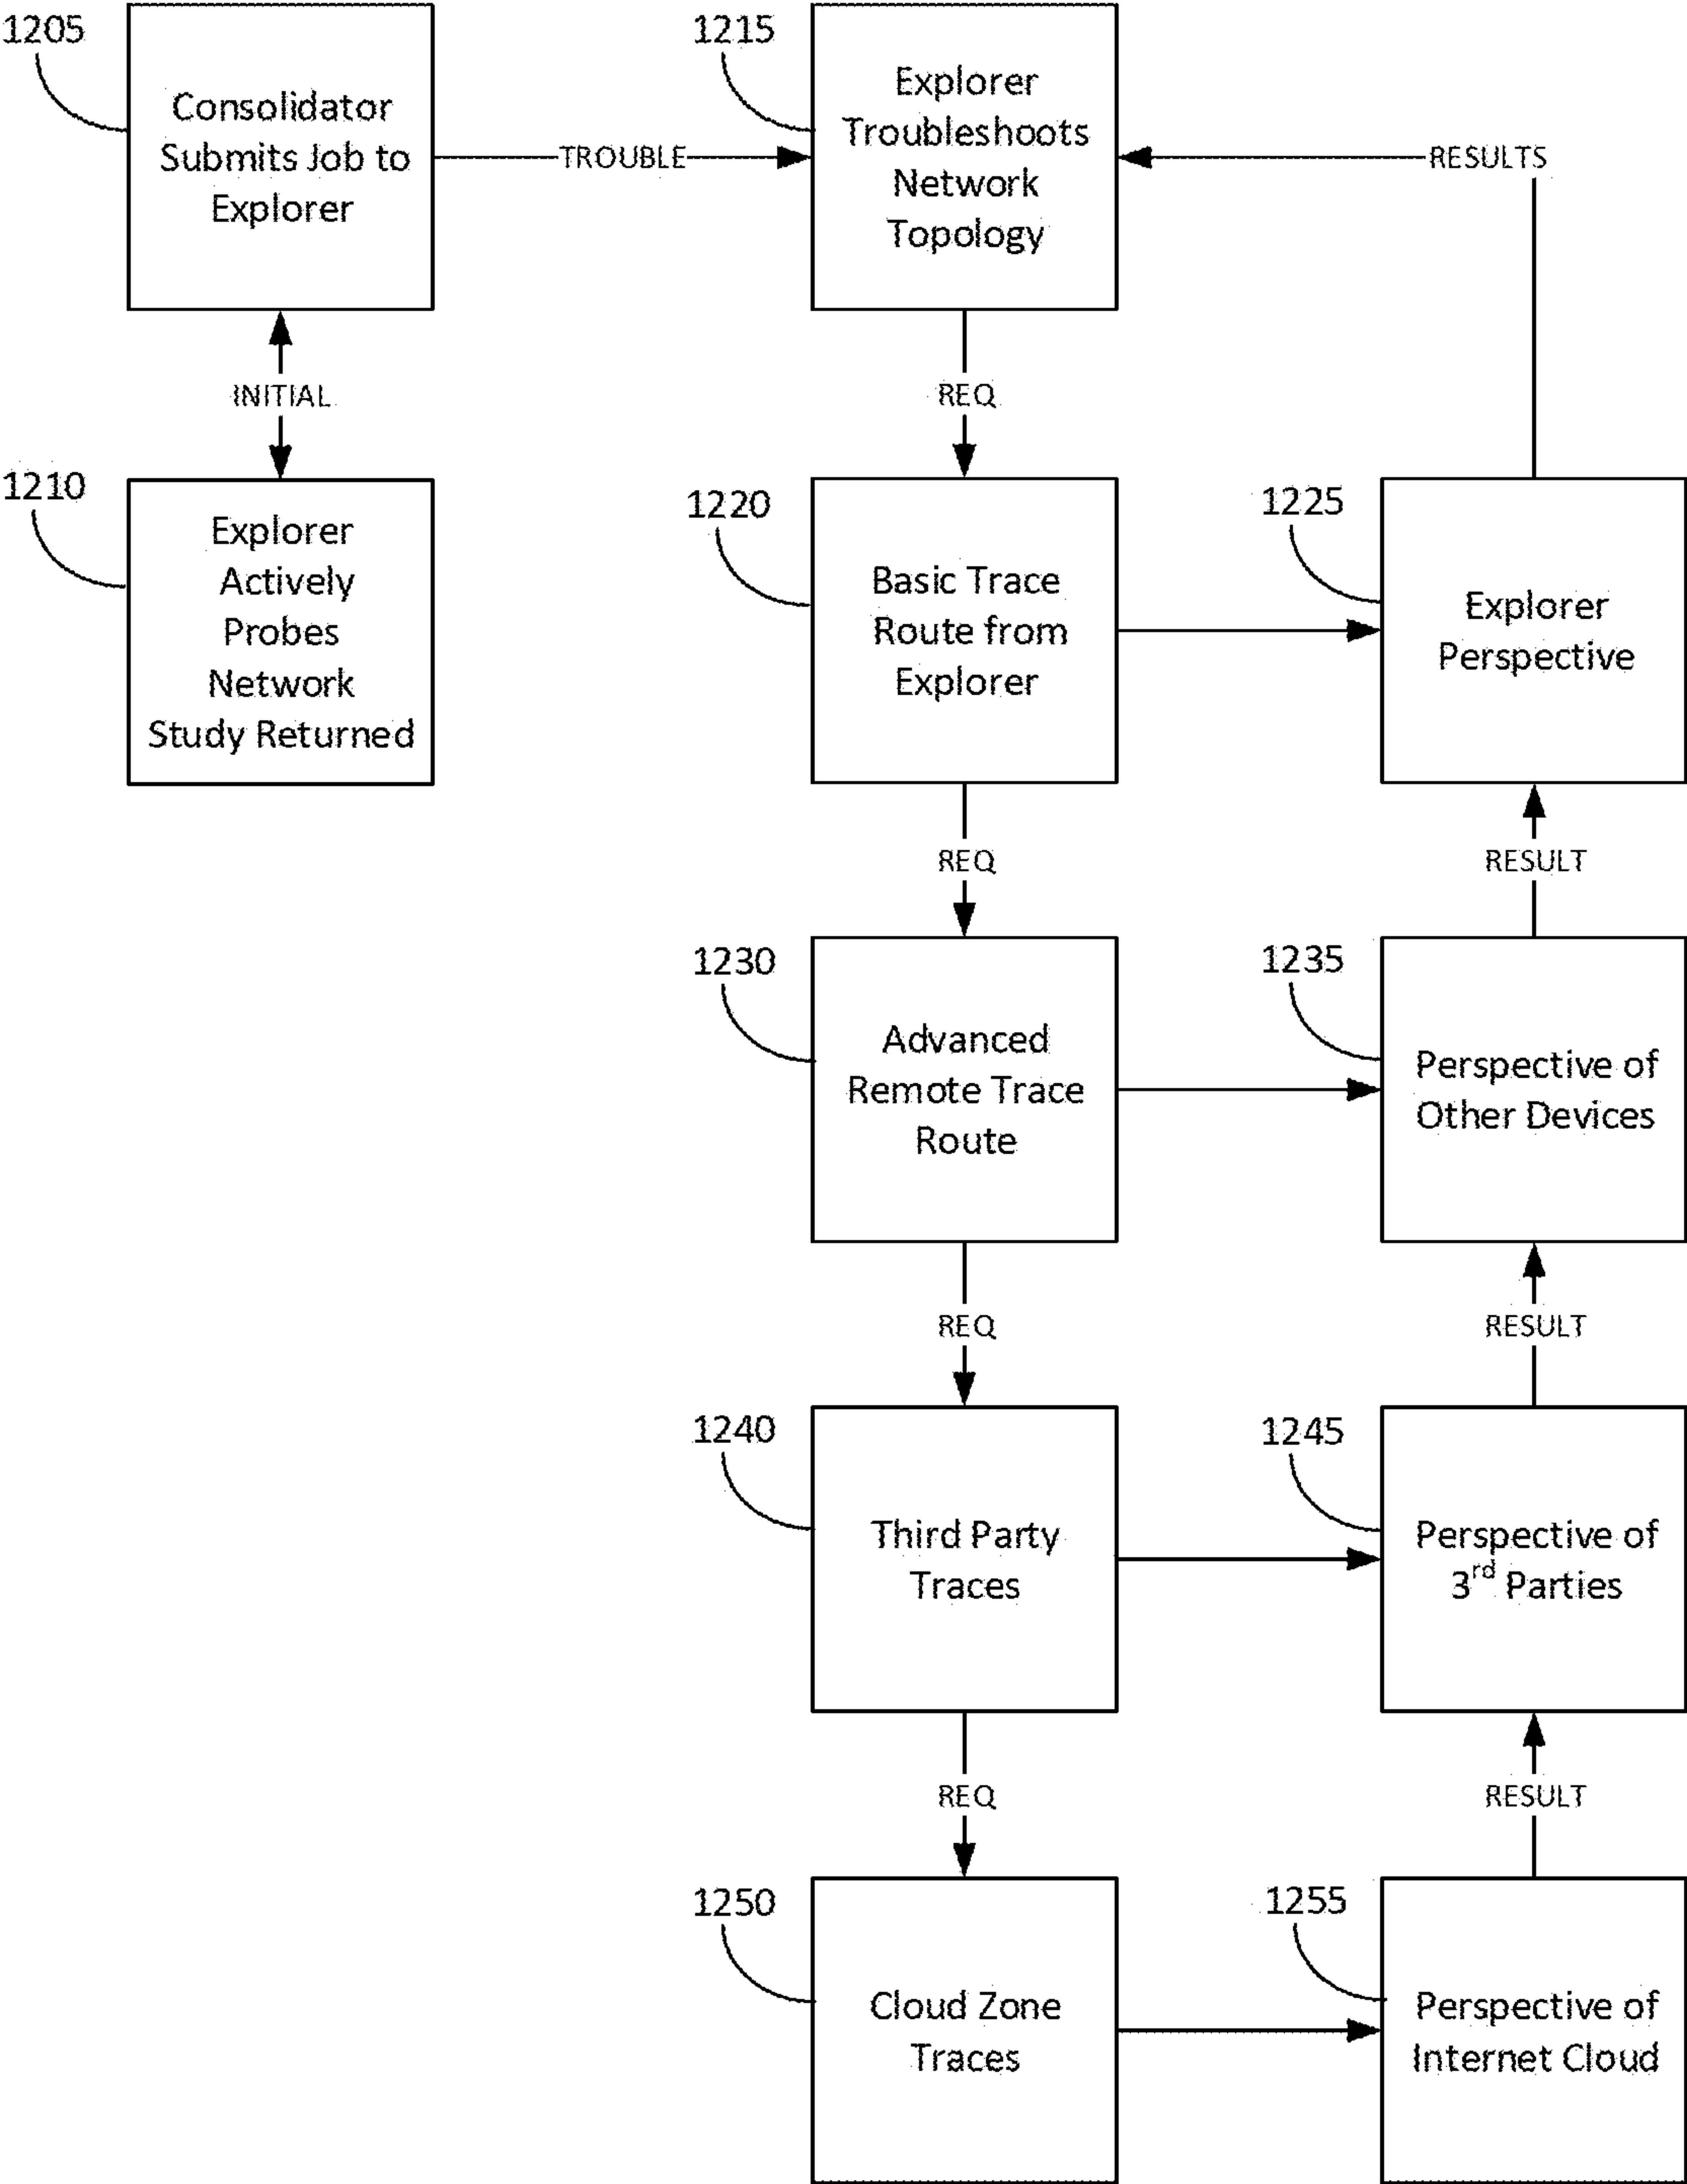 1205
Consolidator
Submits Job to
Explorer
TROUBLE
1215
Explorer
Troubleshoots
Network
Topology
RESULTS
INITIAL
REQ
1210
Explorer
Actively
Probes
Network
Study Returned
1220
Basic Trace
Route from
Explorer
1225
Explorer
Perspective
REQ
RESULT
1230
Advanced
Remote Trace
Route
1235
Perspective of
Other Devices
REQ
RESULT
1240
Third Party
Traces
1245
Perspective of
3rd Parties
REQ
RESULT
1250
Cloud Zone
Traces
1255
Perspective of
Internet Cloud